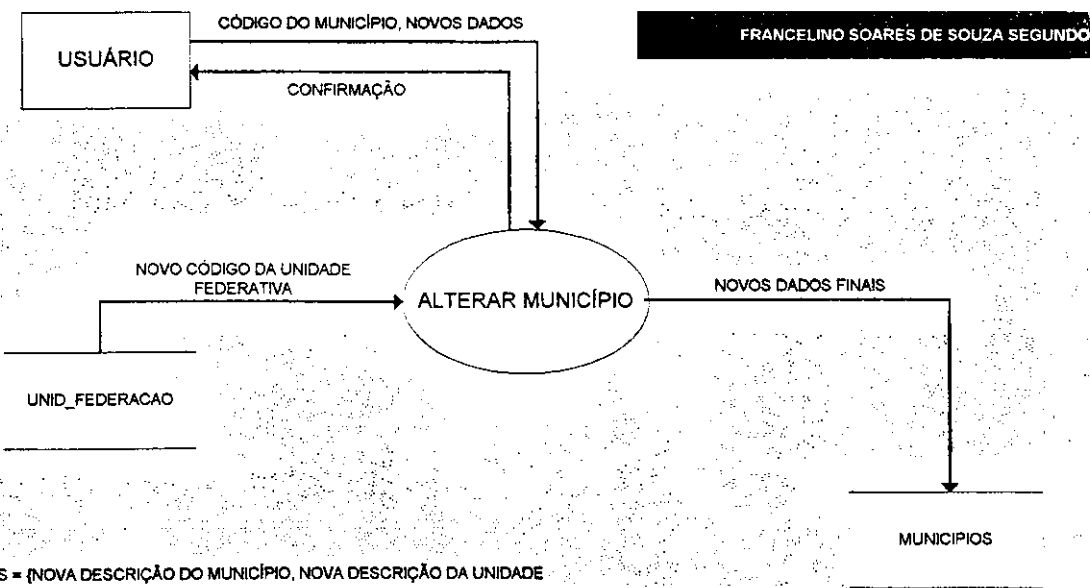 CÓDIGO DO MUNICÍPIO, NOVOS DADOS
FRANCELINO SOARES DE SOUZA SEGUNDO
USUÁRIO
CONFIRMAÇÃO
NOVO CÓDIGO DA UNIDADE
FEDERATIVA
ALTERAR MUNICÍPIO
NOVOS DADOS FINAIS
UNID_FEDERACAO
MUNICIPIOS
S = {NOVA DESCRIÇÃO DO MUNICÍPIO, NOVA DESCRIÇÃO DA UNIDADE